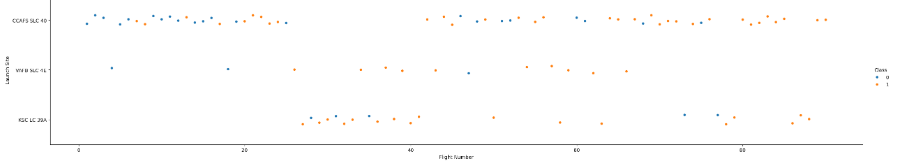 CCAFS SLC 40
VAFB SLC 4E
KSC LC 39A
Launch Site
0
20
40
60
80
Flight Number
Class
0
1